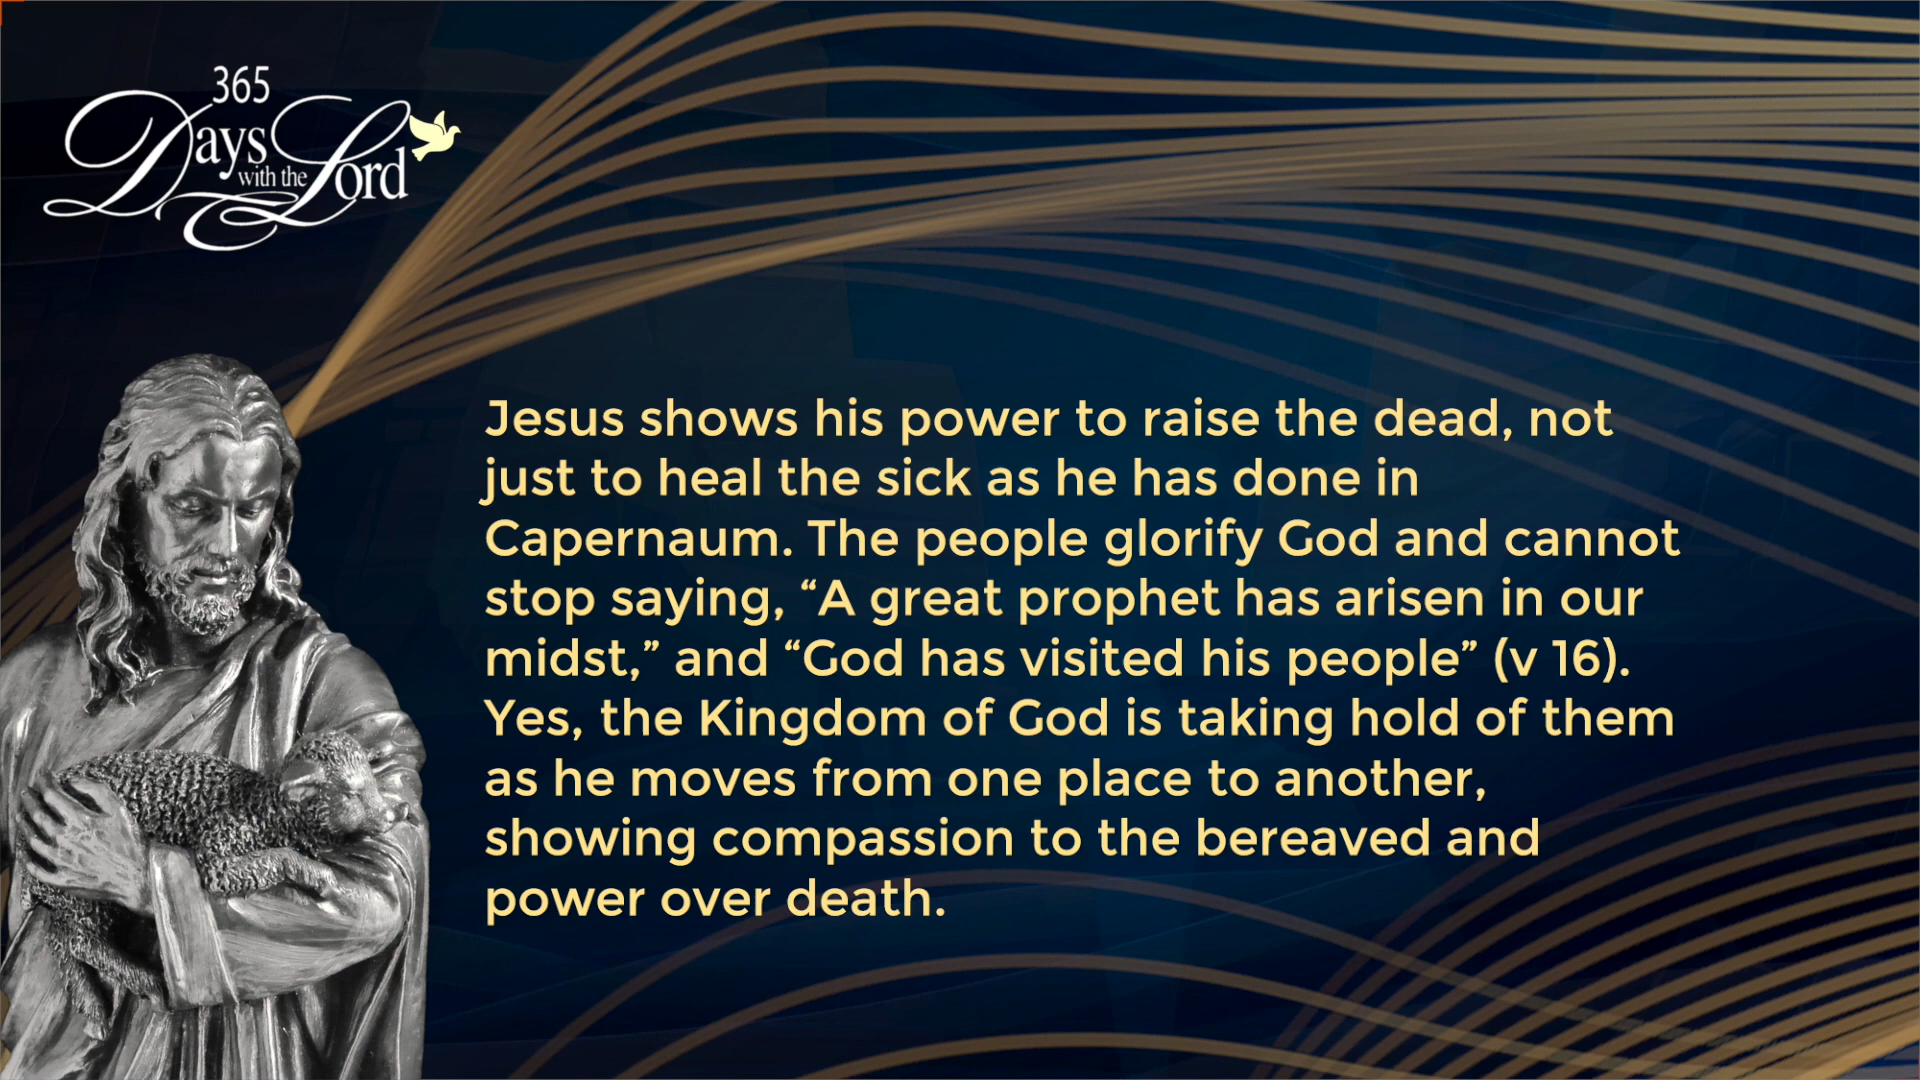 365
Days
with the
Lord
Jesus shows his power to raise the dead, not
just to heal the sick as he has done in
Capernaum. The people glorify God and cannot
stop saying, “A great prophet has arisen in our
midst,” and “God has visited his people” (v 16).
Yes, the Kingdom of God is taking hold of them
as he moves from one place to another,
showing compassion to the bereaved and
power over death.